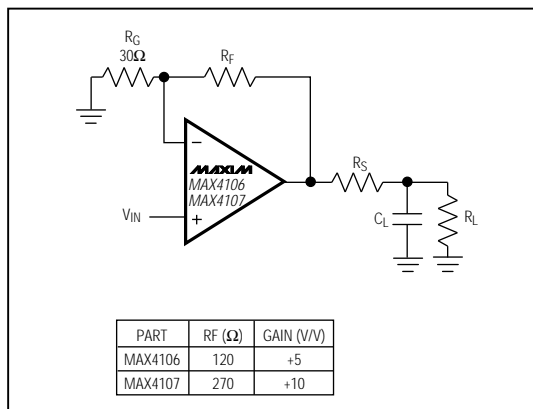 RG
30Ω
RF
−
MAXIM
MAX4106
MAX4107
RS
VIN
+
CL
RL
PART RF (Ω) GAIN (V/V)
MAX4106 120 +5
MAX4107 270 +10